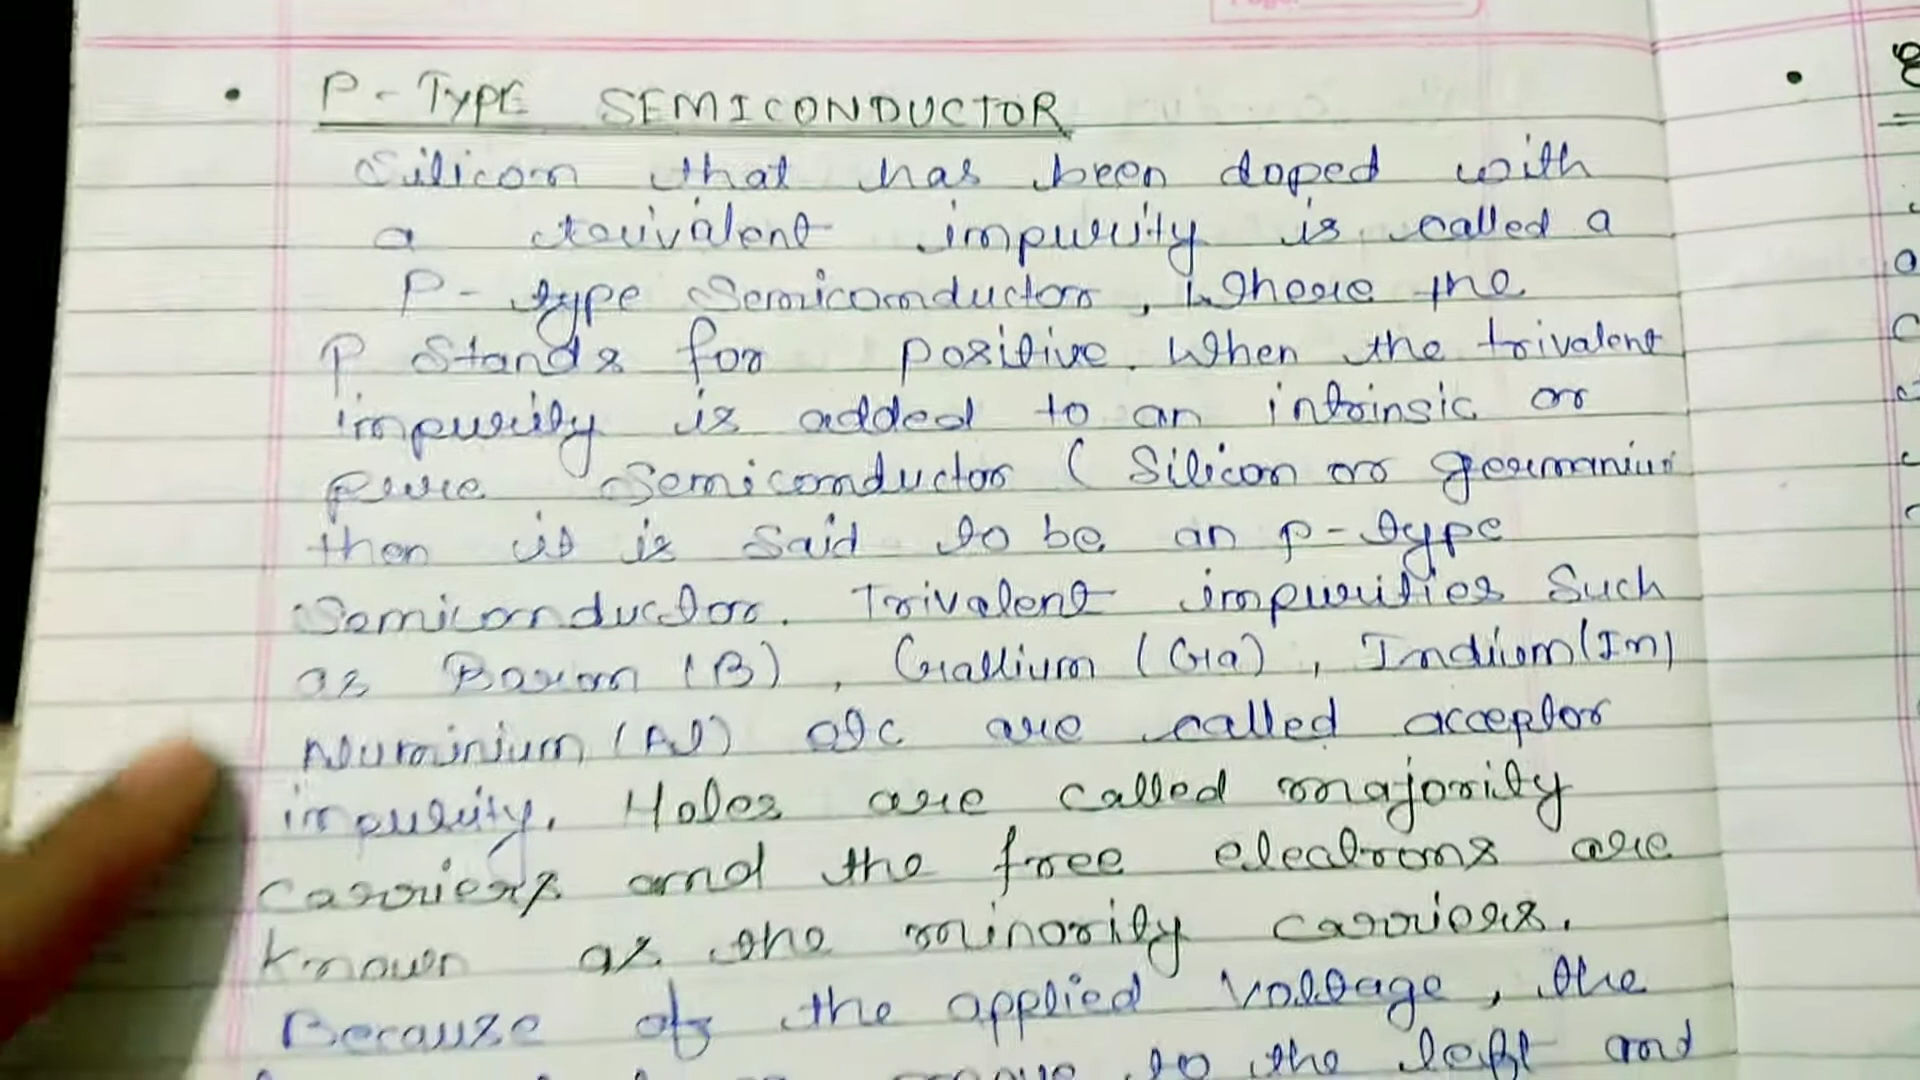 • P-TYPE SEMICONDUCTOR
Silicon that has been doped with
a trivalent impurity is called a
P-type semiconductor, where the
P stands for positive. When the trivalent
impurity is added to an intrinsic or
pure semiconductor (Silicon or germanium
then it is said to be an p-type
Semiconductor. Trivalent impurities Such
as Boron (B), Gallium (Ga), Indium(In)
Aluminium (Al) etc are called acceptor
impurity. Holes are called majority
carriers and the free electrons are
known as the minority carriers.
Because of the applied Voltage, the
to the left and